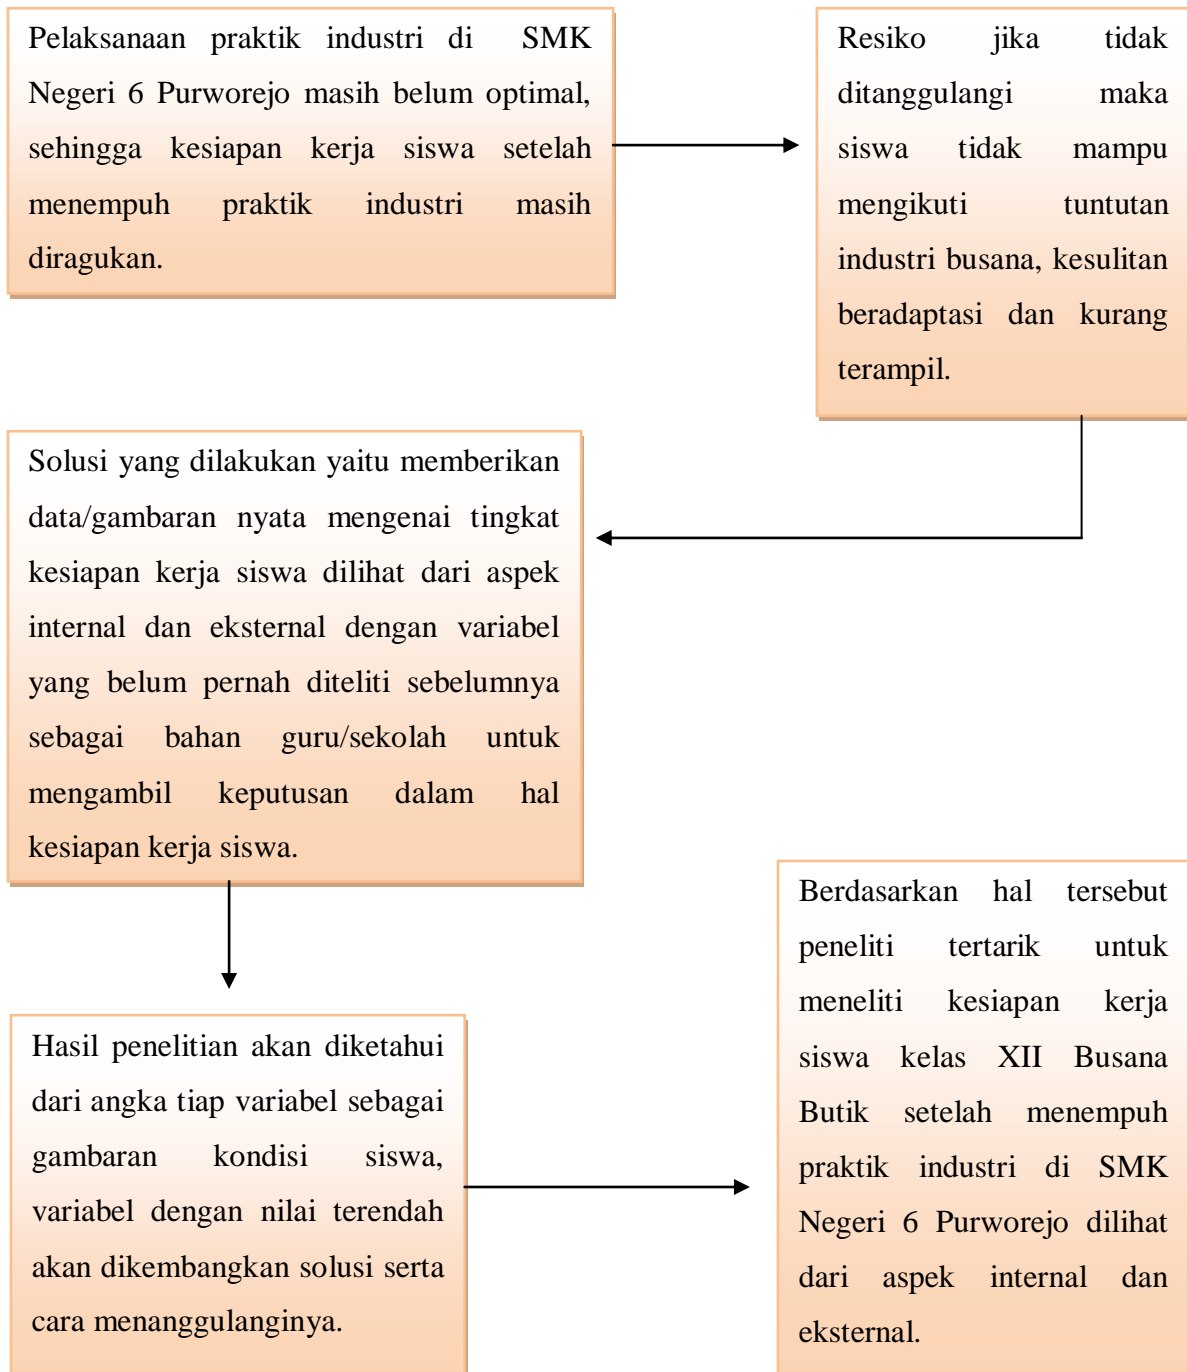 Pelaksanaan praktik industri di SMK
Negeri 6 Purworejo masih belum optimal,
sehingga kesiapan kerja siswa setelah
menempuh praktik industri masih
diragukan.
Resiko jika tidak
ditanggulangi maka
siswa tidak mampu
mengikuti tuntutan
industri busana, kesulitan
beradaptasi dan kurang
terampil.
Solusi yang dilakukan yaitu memberikan
data/gambaran nyata mengenai tingkat
kesiapan kerja siswa dilihat dari aspek
internal dan eksternal dengan variabel
yang belum pernah diteliti sebelumnya
sebagai bahan guru/sekolah untuk
mengambil keputusan dalam hal
kesiapan kerja siswa.
Hasil penelitian akan diketahui
dari angka tiap variabel sebagai
gambaran kondisi siswa,
variabel dengan nilai terendah
akan dikembangkan solusi serta
cara menanggulanginya.
Berdasarkan hal tersebut
peneliti tertarik untuk
meneliti kesiapan kerja
siswa kelas XII Busana
Butik setelah menempuh
praktik industri di SMK
Negeri 6 Purworejo dilihat
dari aspek internal dan
eksternal.